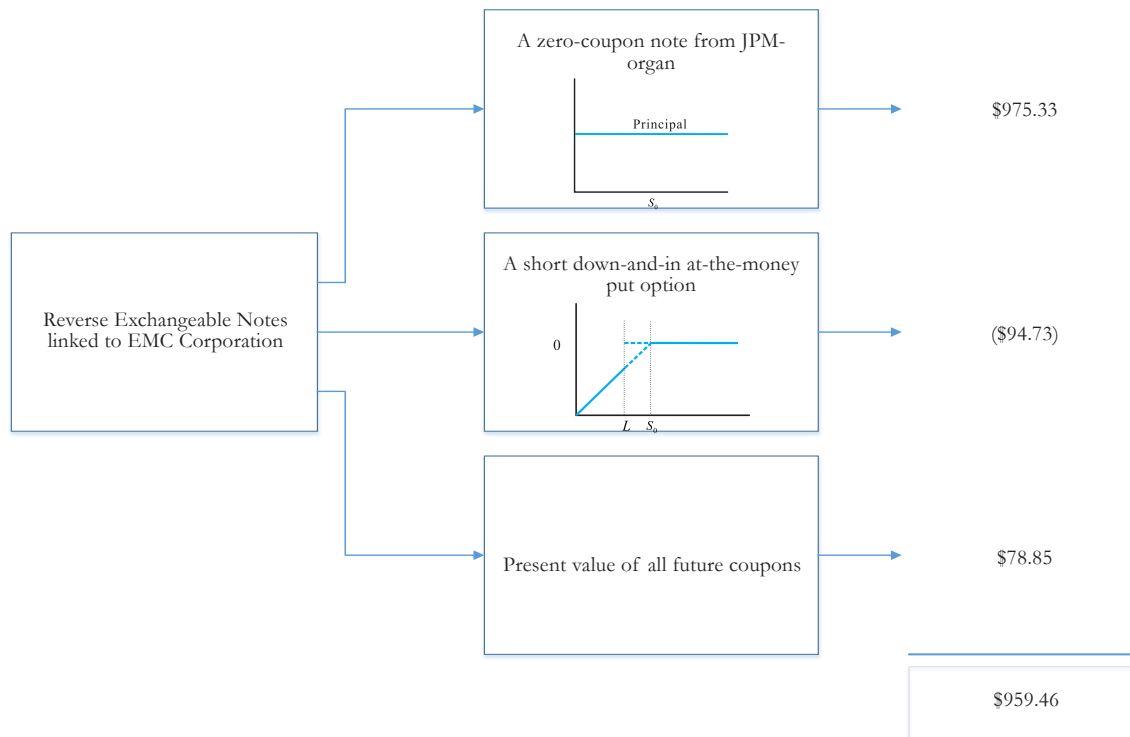 A zero-coupon note from JPM-
organ
Principal
S₀
$975.33
Reverse Exchangeable Notes
linked to EMC Corporation
A short down-and-in at-the-money
put option
0
L S₀
($94.73)
Present value of all future coupons
$78.85
$959.46